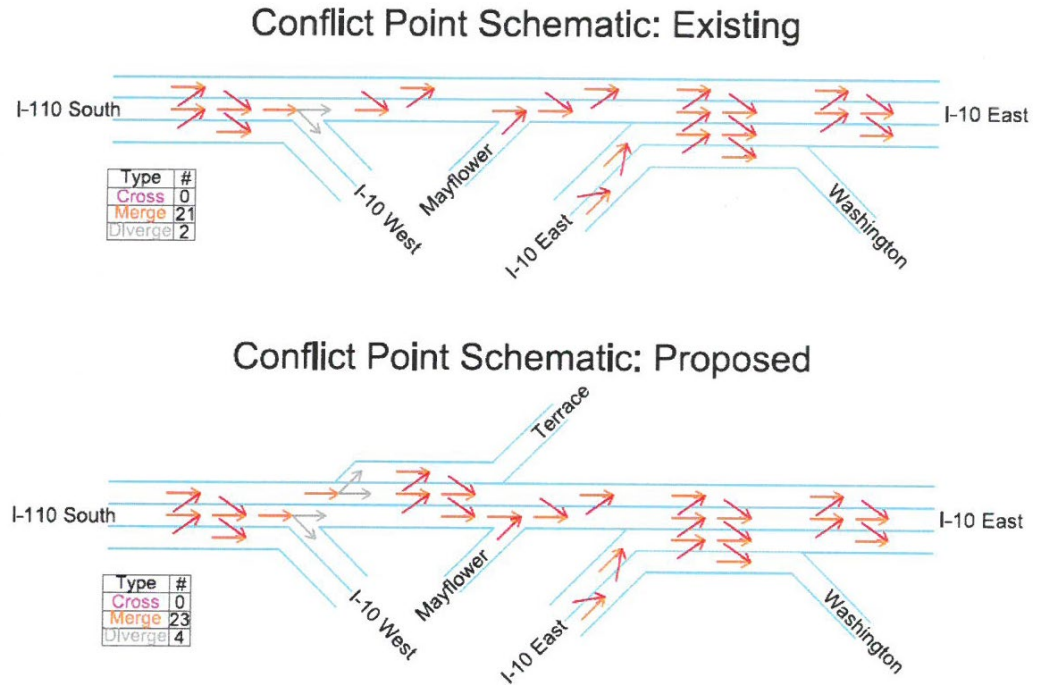 Conflict Point Schematic: Existing
I-110 South
I-10 East
I-10 West
Mayflower
I-10 East
Washington
Type #
Cross 0
Merge 21
Diverge 2
Conflict Point Schematic: Proposed
Terrace
I-110 South
I-10 East
I-10 West
Mayflower
I-10 East
Washington
Type #
Cross 0
Merge 23
Diverge 4